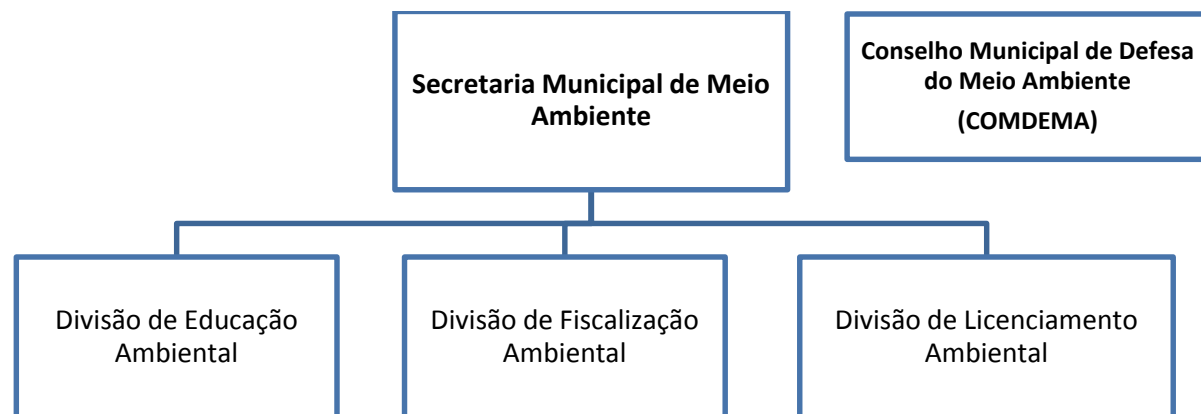 Secretaria Municipal de Meio
Ambiente
Conselho Municipal de Defesa
do Meio Ambiente
(COMDEMA)
Divisão de Educação
Ambiental
Divisão de Fiscalização
Ambiental
Divisão de Licenciamento
Ambiental